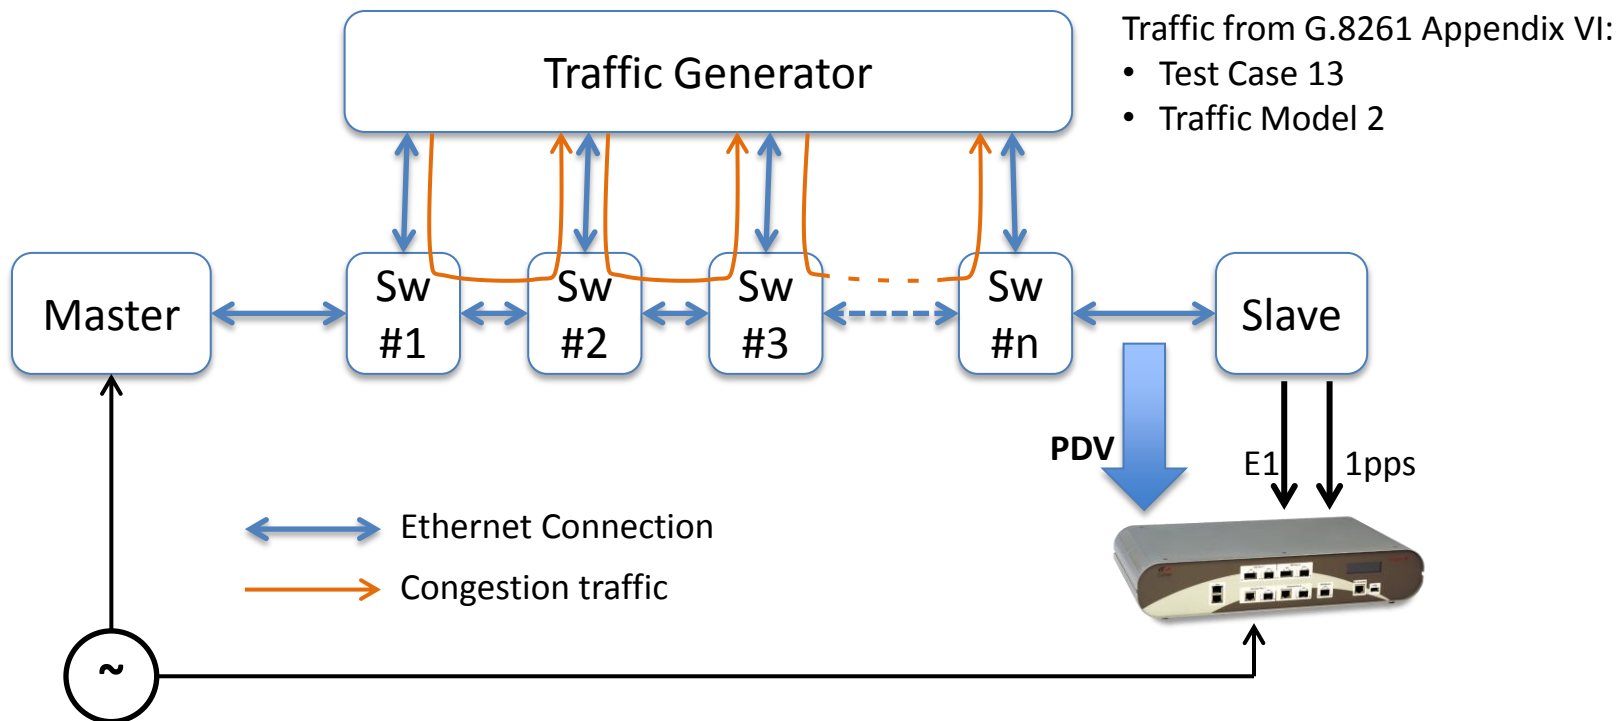 Traffic from G.8261 Appendix VI:
• Test Case 13
• Traffic Model 2
Traffic Generator
Master
Sw
#1
Sw
#2
Sw
#3
Sw
#n
Slave
PDV
E1
1pps
Ethernet Connection
Congestion traffic
~